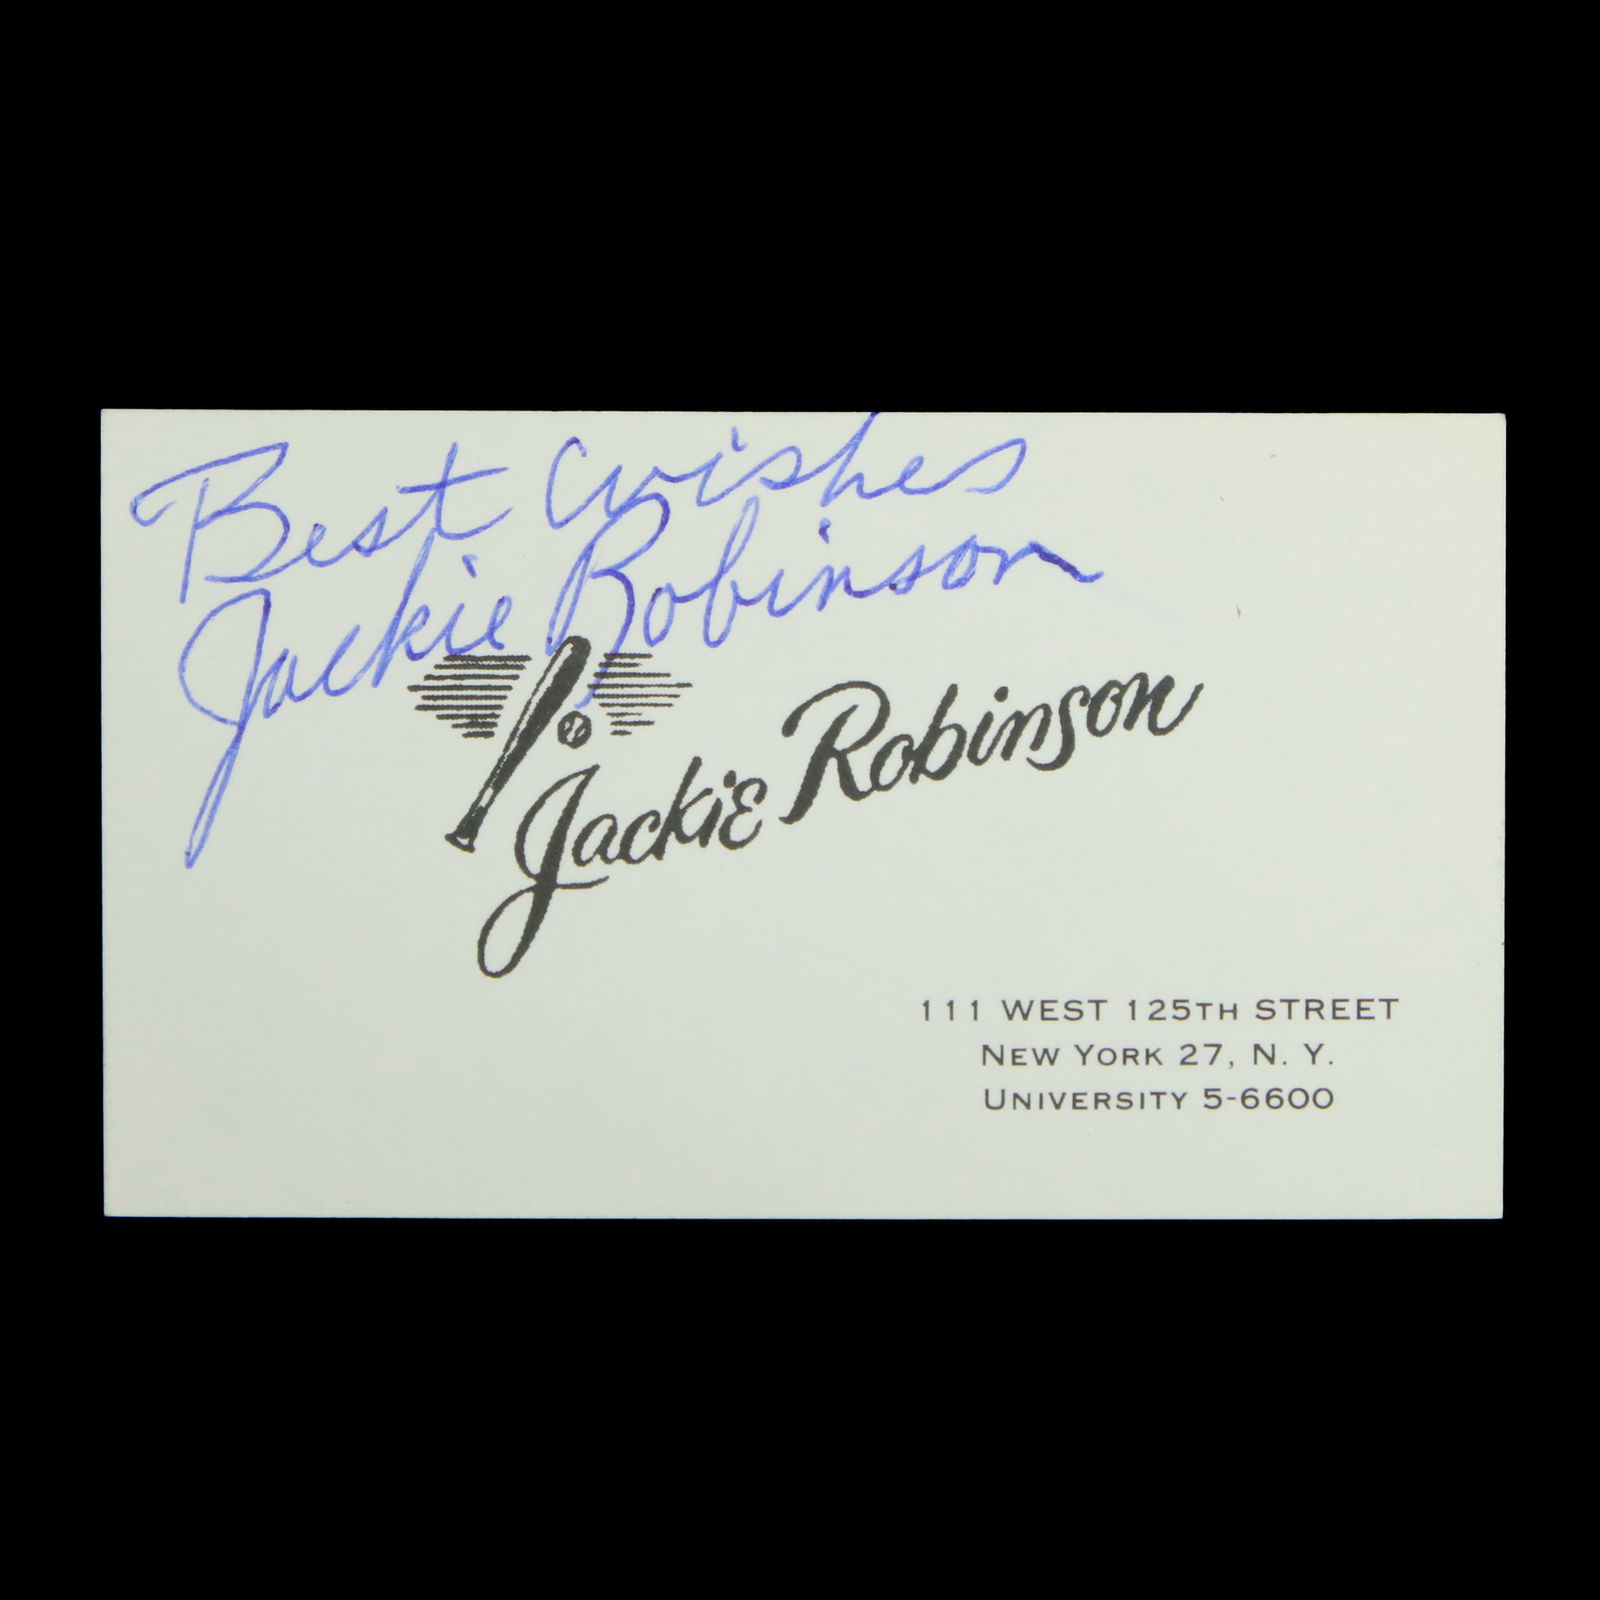 Best wishes
Jackie Robinson
Jackie Robinson
111 WEST 125TH STREET
NEW YORK 27, N. Y.
UNIVERSITY 5-6600